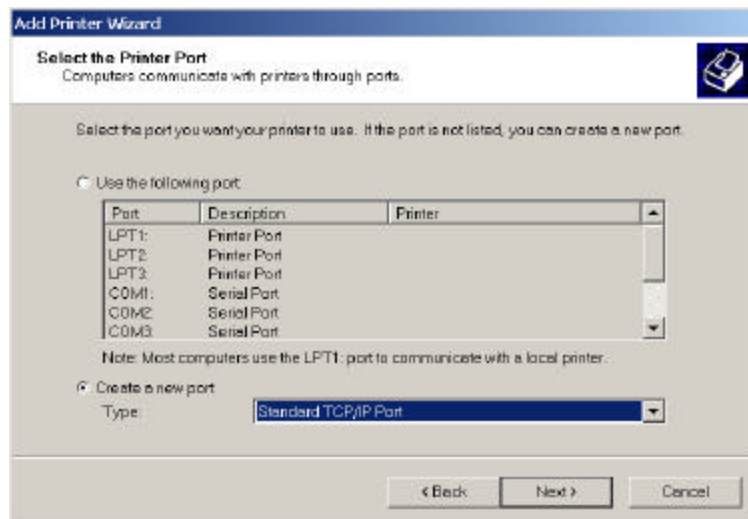 Add Printer Wizard
Select the Printer Port
Computers communicate with printers through ports.
Select the port you want your printer to use. If the port is not listed, you can create a new port.
Use the following port:
Port Description Printer
LPT1: Printer Port
LPT2: Printer Port
LPT3: Printer Port
COM1: Serial Port
COM2: Serial Port
COM3: Serial Port
Note: Most computers use the LPT1: port to communicate with a local printer.
Create a new port
Type: Standard TCP/IP Port
< Back Next > Cancel